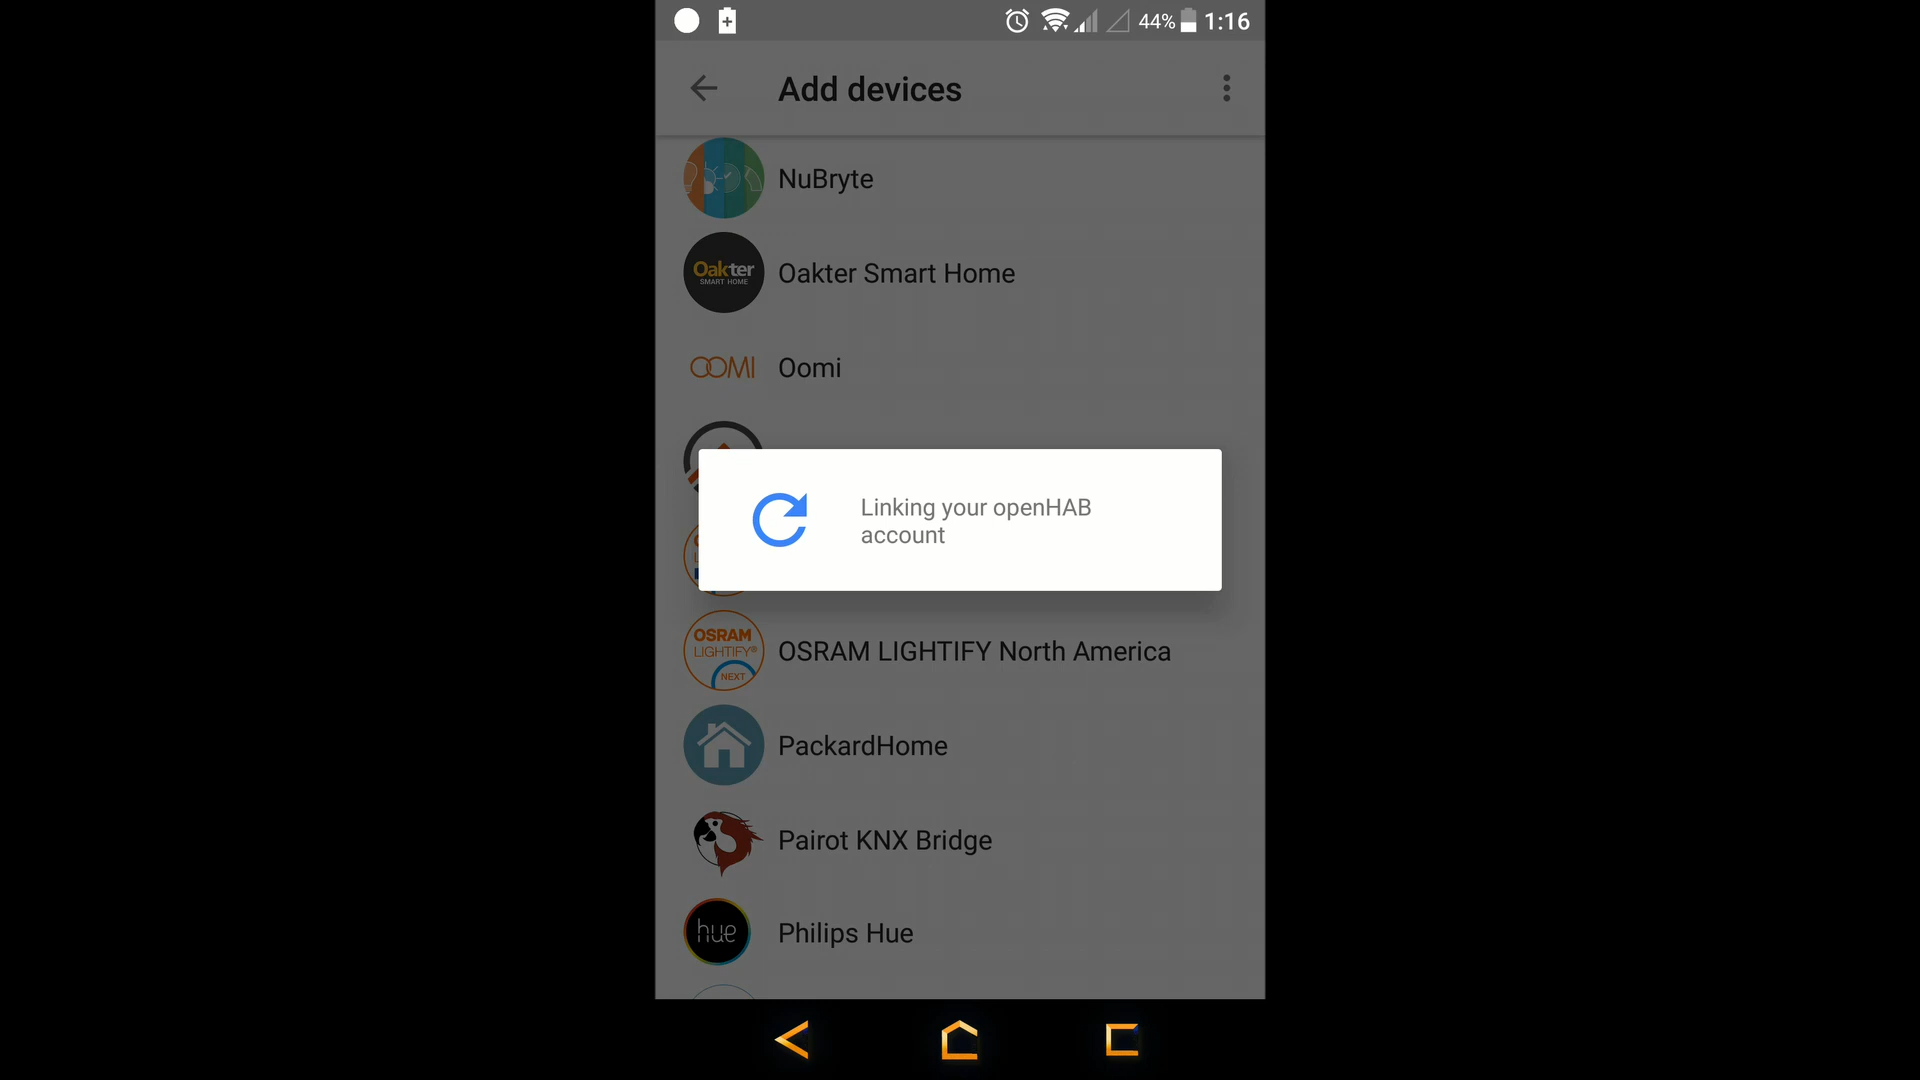 44% 1:16
Add devices
NuBryte
Oakter
SMART HOME
Oakter Smart Home
OOMI
Oomi
Linking your openHAB
account
OSRAM
LIGHTIFY®
NEXT
OSRAM LIGHTIFY North America
PackardHome
Pairot KNX Bridge
hue
Philips Hue